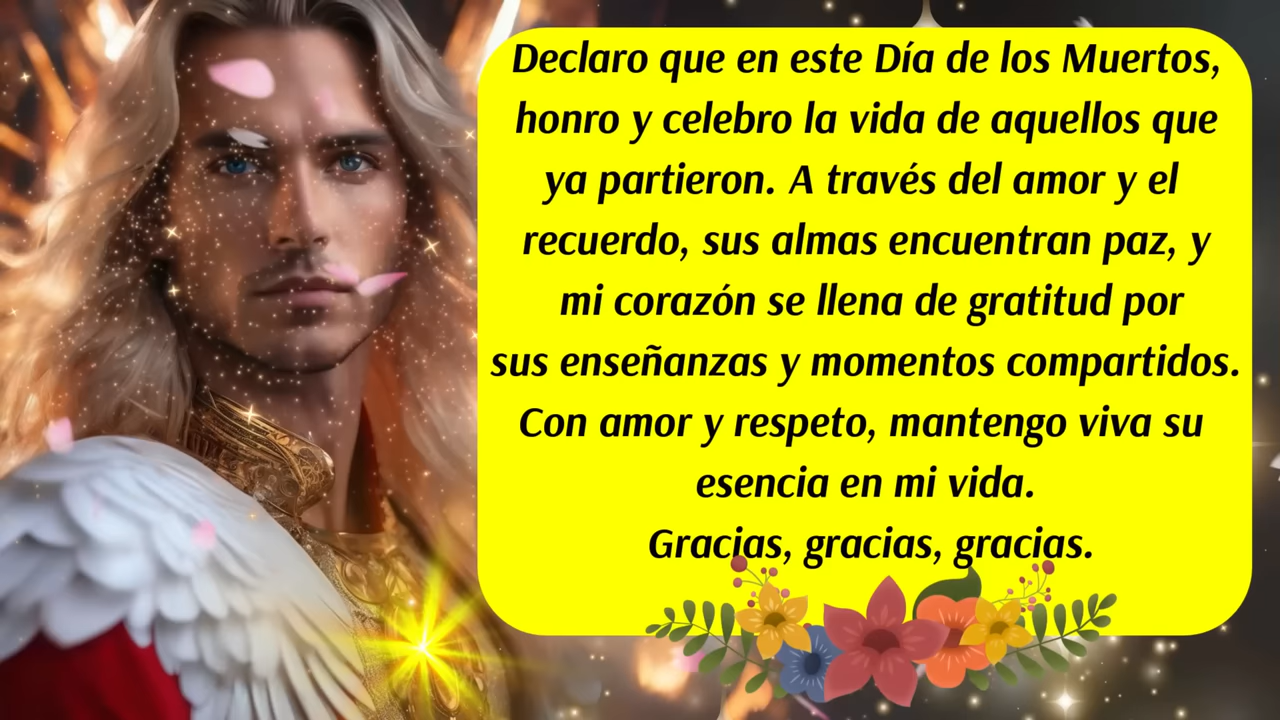 Declaro que en este Día de los Muertos,
honro y celebro la vida de aquellos que
ya partieron. A través del amor y el
recuerdo, sus almas encuentran paz, y
mi corazón se llena de gratitud por
sus enseñanzas y momentos compartidos.
Con amor y respeto, mantengo viva su
esencia en mi vida.
Gracias, gracias, gracias.